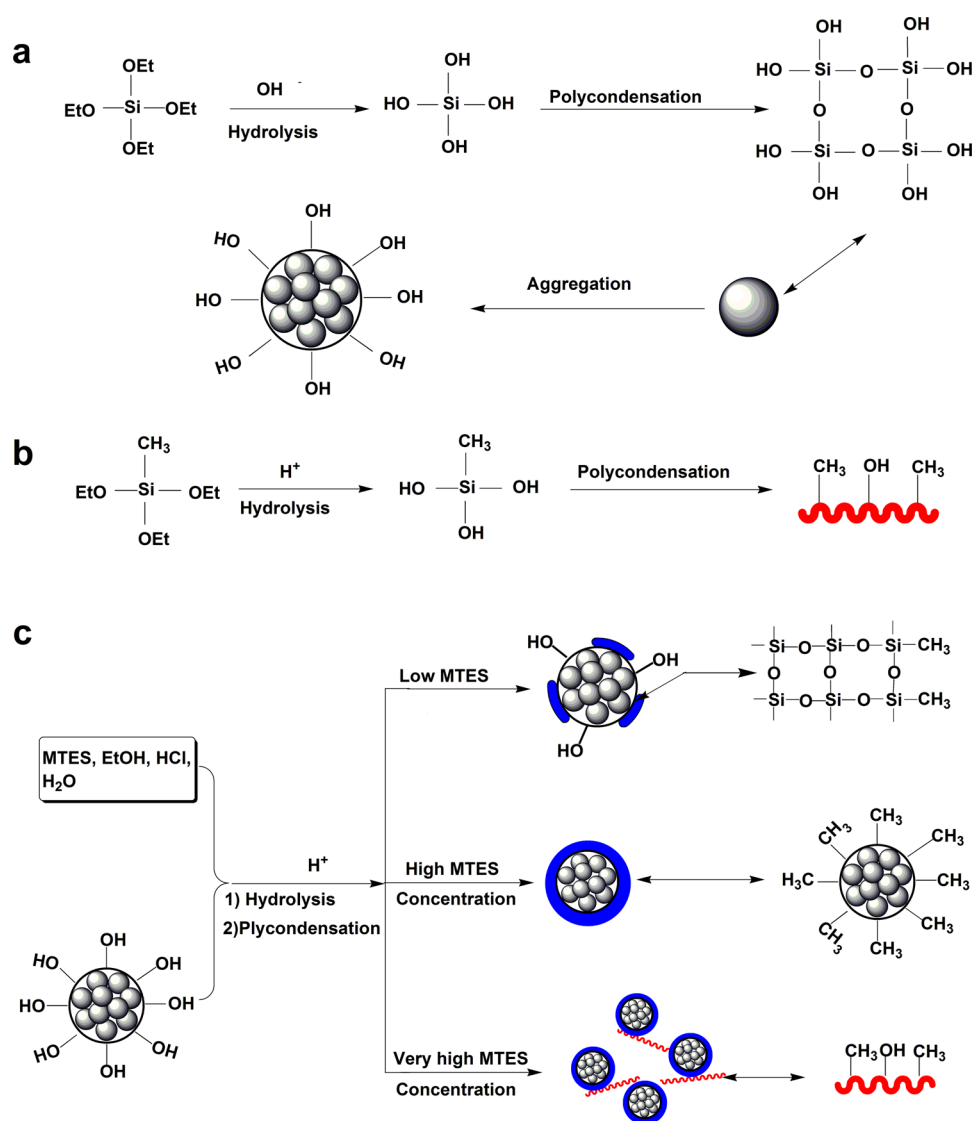 a
OEt
EtO Si OEt
OEt
OH -
Hydrolysis
OH
HO Si OH
OH
Polycondensation
OH OH
HO Si O Si OH
O O
HO Si O Si OH
OH OH
OH
HO OH
HO OH
HO OH
OH
Aggregation
b
CH3
EtO Si OEt
OEt
H+
Hydrolysis
CH3
HO Si OH
OH
Polycondensation
CH3 OH CH3
c
MTES, EtOH, HCl,
H2O
OH
HO OH
HO OH
HO OH
OH
H+
1) Hydrolysis
2)Plycondensation
Low MTES
HO OH
HO
Si O Si O Si CH3
O O O
Si O Si O Si CH3
High MTES
Concentration
CH3 CH3 CH3
H3C CH3
CH3 CH3 CH3
Very high MTES
Concentration
CH3 OH CH3